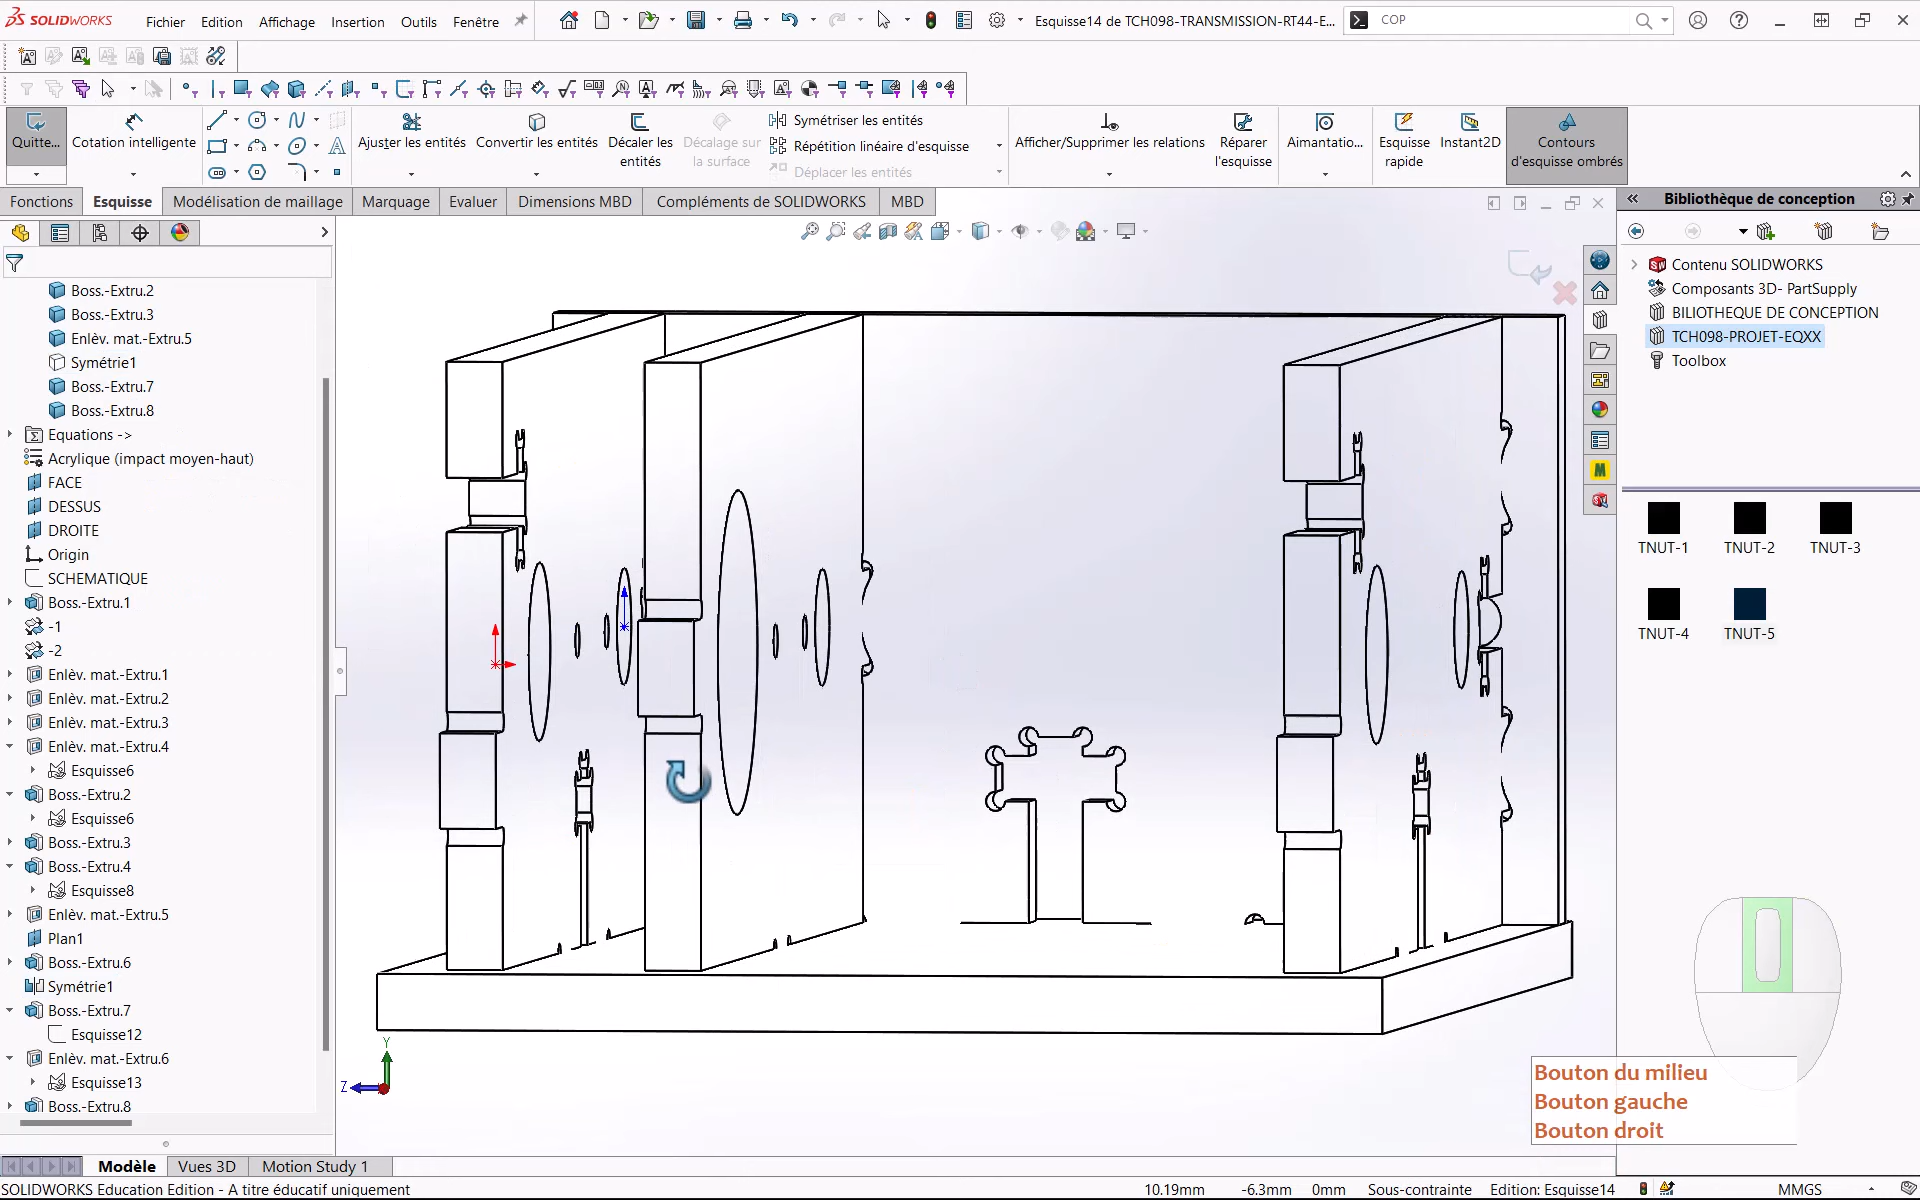 SOLIDWORKS
Fichier Edition Affichage Insertion Outils Fenêtre
Esquisse14 de TCH098-TRANSMISSION-RT44-E...
COP
Quitte...
Cotation intelligente
Ajuster les entités
Convertir les entités
Décaler les entités
Décalage sur la surface
Symétriser les entités
Répétition linéaire d'esquisse
Déplacer les entités
Afficher/Supprimer les relations
Réparer l'esquisse
Aimantatio...
Esquisse rapide
Instant2D
Contours d'esquisse ombrés
Fonctions Esquisse Modélisation de maillage Marquage Evaluer Dimensions MBD Compléments de SOLIDWORKS MBD
Boss.-Extru.2
Boss.-Extru.3
Enlèv. mat.-Extru.5
Symétrie1
Boss.-Extru.7
Boss.-Extru.8
Equations ->
Acrylique (impact moyen-haut)
FACE
DESSUS
DROITE
Origin
SCHEMATIQUE
Boss.-Extru.1
-1
-2
Enlèv. mat.-Extru.1
Enlèv. mat.-Extru.2
Enlèv. mat.-Extru.3
Enlèv. mat.-Extru.4
Esquisse6
Boss.-Extru.2
Esquisse6
Boss.-Extru.3
Boss.-Extru.4
Esquisse8
Enlèv. mat.-Extru.5
Plan1
Boss.-Extru.6
Symétrie1
Boss.-Extru.7
Esquisse12
Enlèv. mat.-Extru.6
Esquisse13
Boss.-Extru.8
Y
Z
Bibliothèque de conception
Contenu SOLIDWORKS
Composants 3D- PartSupply
BILIOTHEQUE DE CONCEPTION
TCH098-PROJET-EQXX
Toolbox
M
TNUT-1 TNUT-2 TNUT-3
TNUT-4 TNUT-5
Bouton du milieu
Bouton gauche
Bouton droit
Modèle Vues 3D Motion Study 1
SOLIDWORKS Education Edition - A titre éducatif uniquement
10.19mm -6.3mm 0mm Sous-contrainte Edition: Esquisse14 MMGS